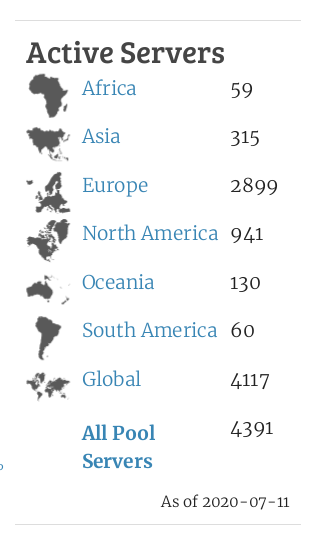 Active Servers
Africa 59
Asia 315
Europe 2899
North America 941
Oceania 130
South America 60
Global 4117
All Pool 4391
Servers
As of 2020-07-11